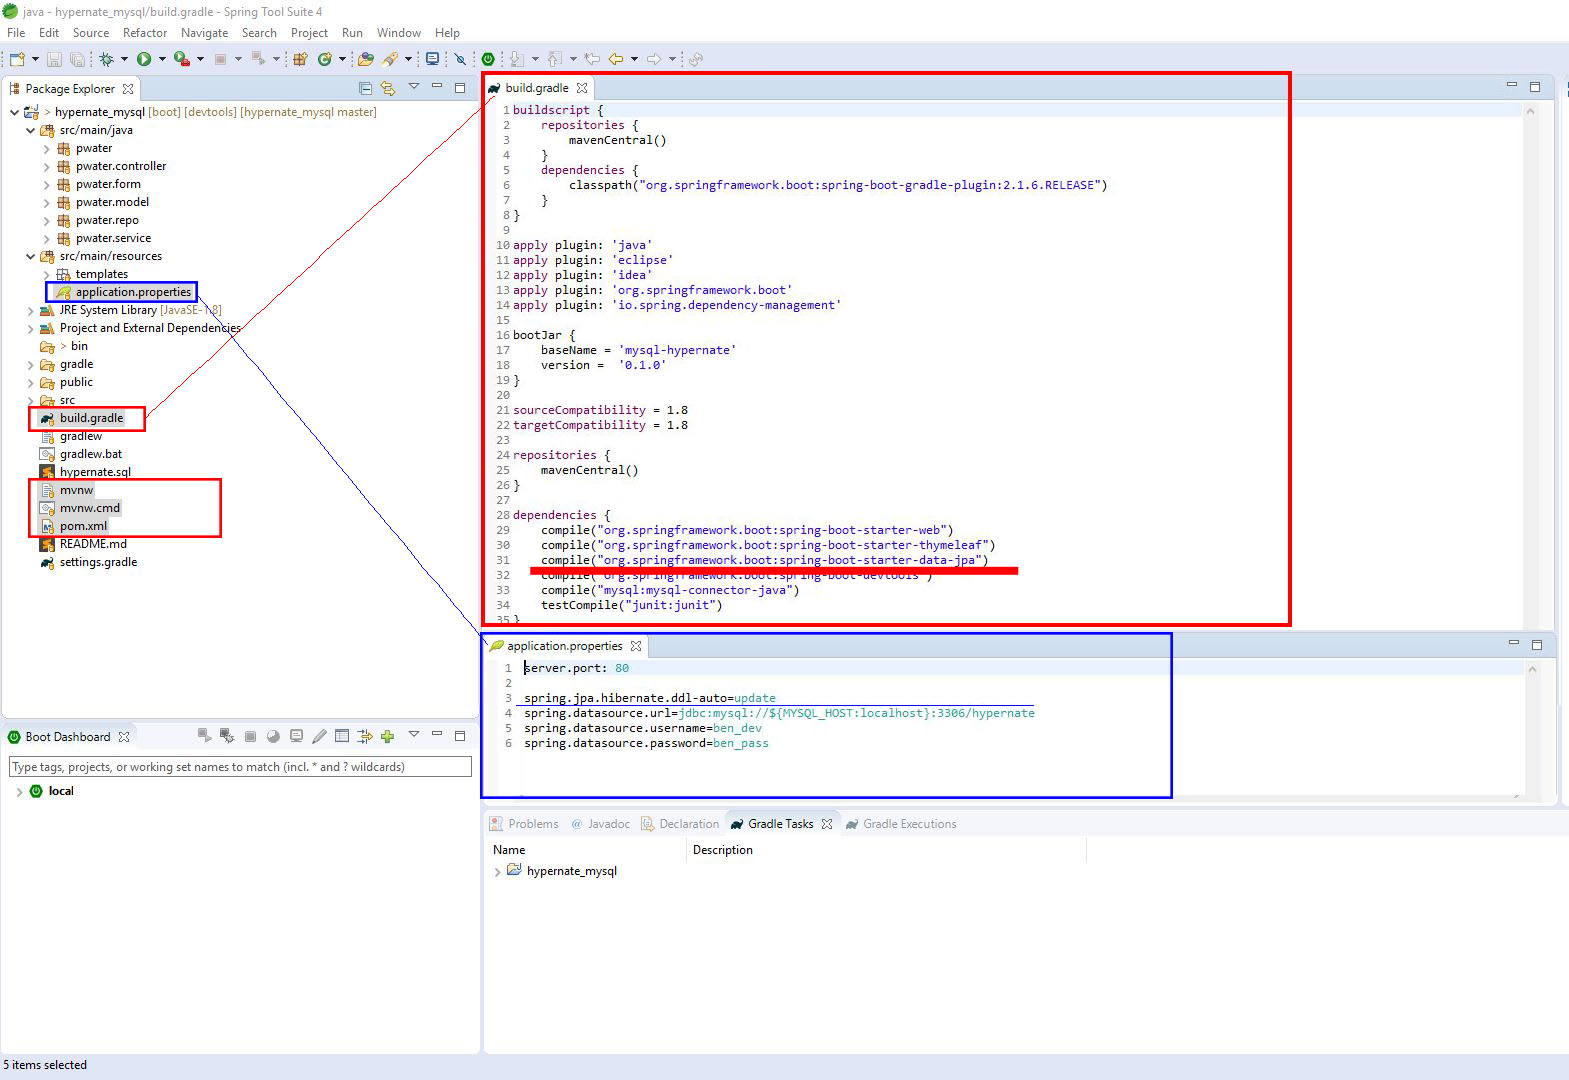 java - hypernate_mysql/build.gradle - Spring Tool Suite 4
File Edit Source Refactor Navigate Search Project Run Window Help
Package Explorer
> hypernate_mysql [boot] [devtools] [hypernate_mysql master]
src/main/java
pwater
pwater.controller
pwater.form
pwater.model
pwater.repo
pwater.service
src/main/resources
templates
application.properties
JRE System Library [JavaSE-1.8]
Project and External Dependencies
> bin
gradle
public
src
build.gradle
gradlew
gradlew.bat
hypernate.sql
mvnw
mvnw.cmd
pom.xml
README.md
settings.gradle
build.gradle
1 buildscript {
2 repositories {
3 mavenCentral()
4 }
5 dependencies {
6 classpath("org.springframework.boot:spring-boot-gradle-plugin:2.1.6.RELEASE")
7 }
8 }
9
10 apply plugin: 'java'
11 apply plugin: 'eclipse'
12 apply plugin: 'idea'
13 apply plugin: 'org.springframework.boot'
14 apply plugin: 'io.spring.dependency-management'
15
16 bootJar {
17 baseName = 'mysql-hypernate'
18 version = '0.1.0'
19 }
20
21 sourceCompatibility = 1.8
22 targetCompatibility = 1.8
23
24 repositories {
25 mavenCentral()
26 }
27
28 dependencies {
29 compile("org.springframework.boot:spring-boot-starter-web")
30 compile("org.springframework.boot:spring-boot-starter-thymeleaf")
31 compile("org.springframework.boot:spring-boot-starter-data-jpa")
32 compile("org.springframework.boot:spring-boot-devtools")
33 compile("mysql:mysql-connector-java")
34 testCompile("junit:junit")
35 }
application.properties
1 server.port: 80
2
3 spring.jpa.hibernate.ddl-auto=update
4 spring.datasource.url=jdbc:mysql://${MYSQL_HOST:localhost}:3306/hypernate
5 spring.datasource.username=ben_dev
6 spring.datasource.password=ben_pass
Boot Dashboard
Type tags, projects, or working set names to match (incl. * and ? wildcards)
local
Problems @ Javadoc Declaration Gradle Tasks Gradle Executions
Name Description
hypernate_mysql
5 items selected